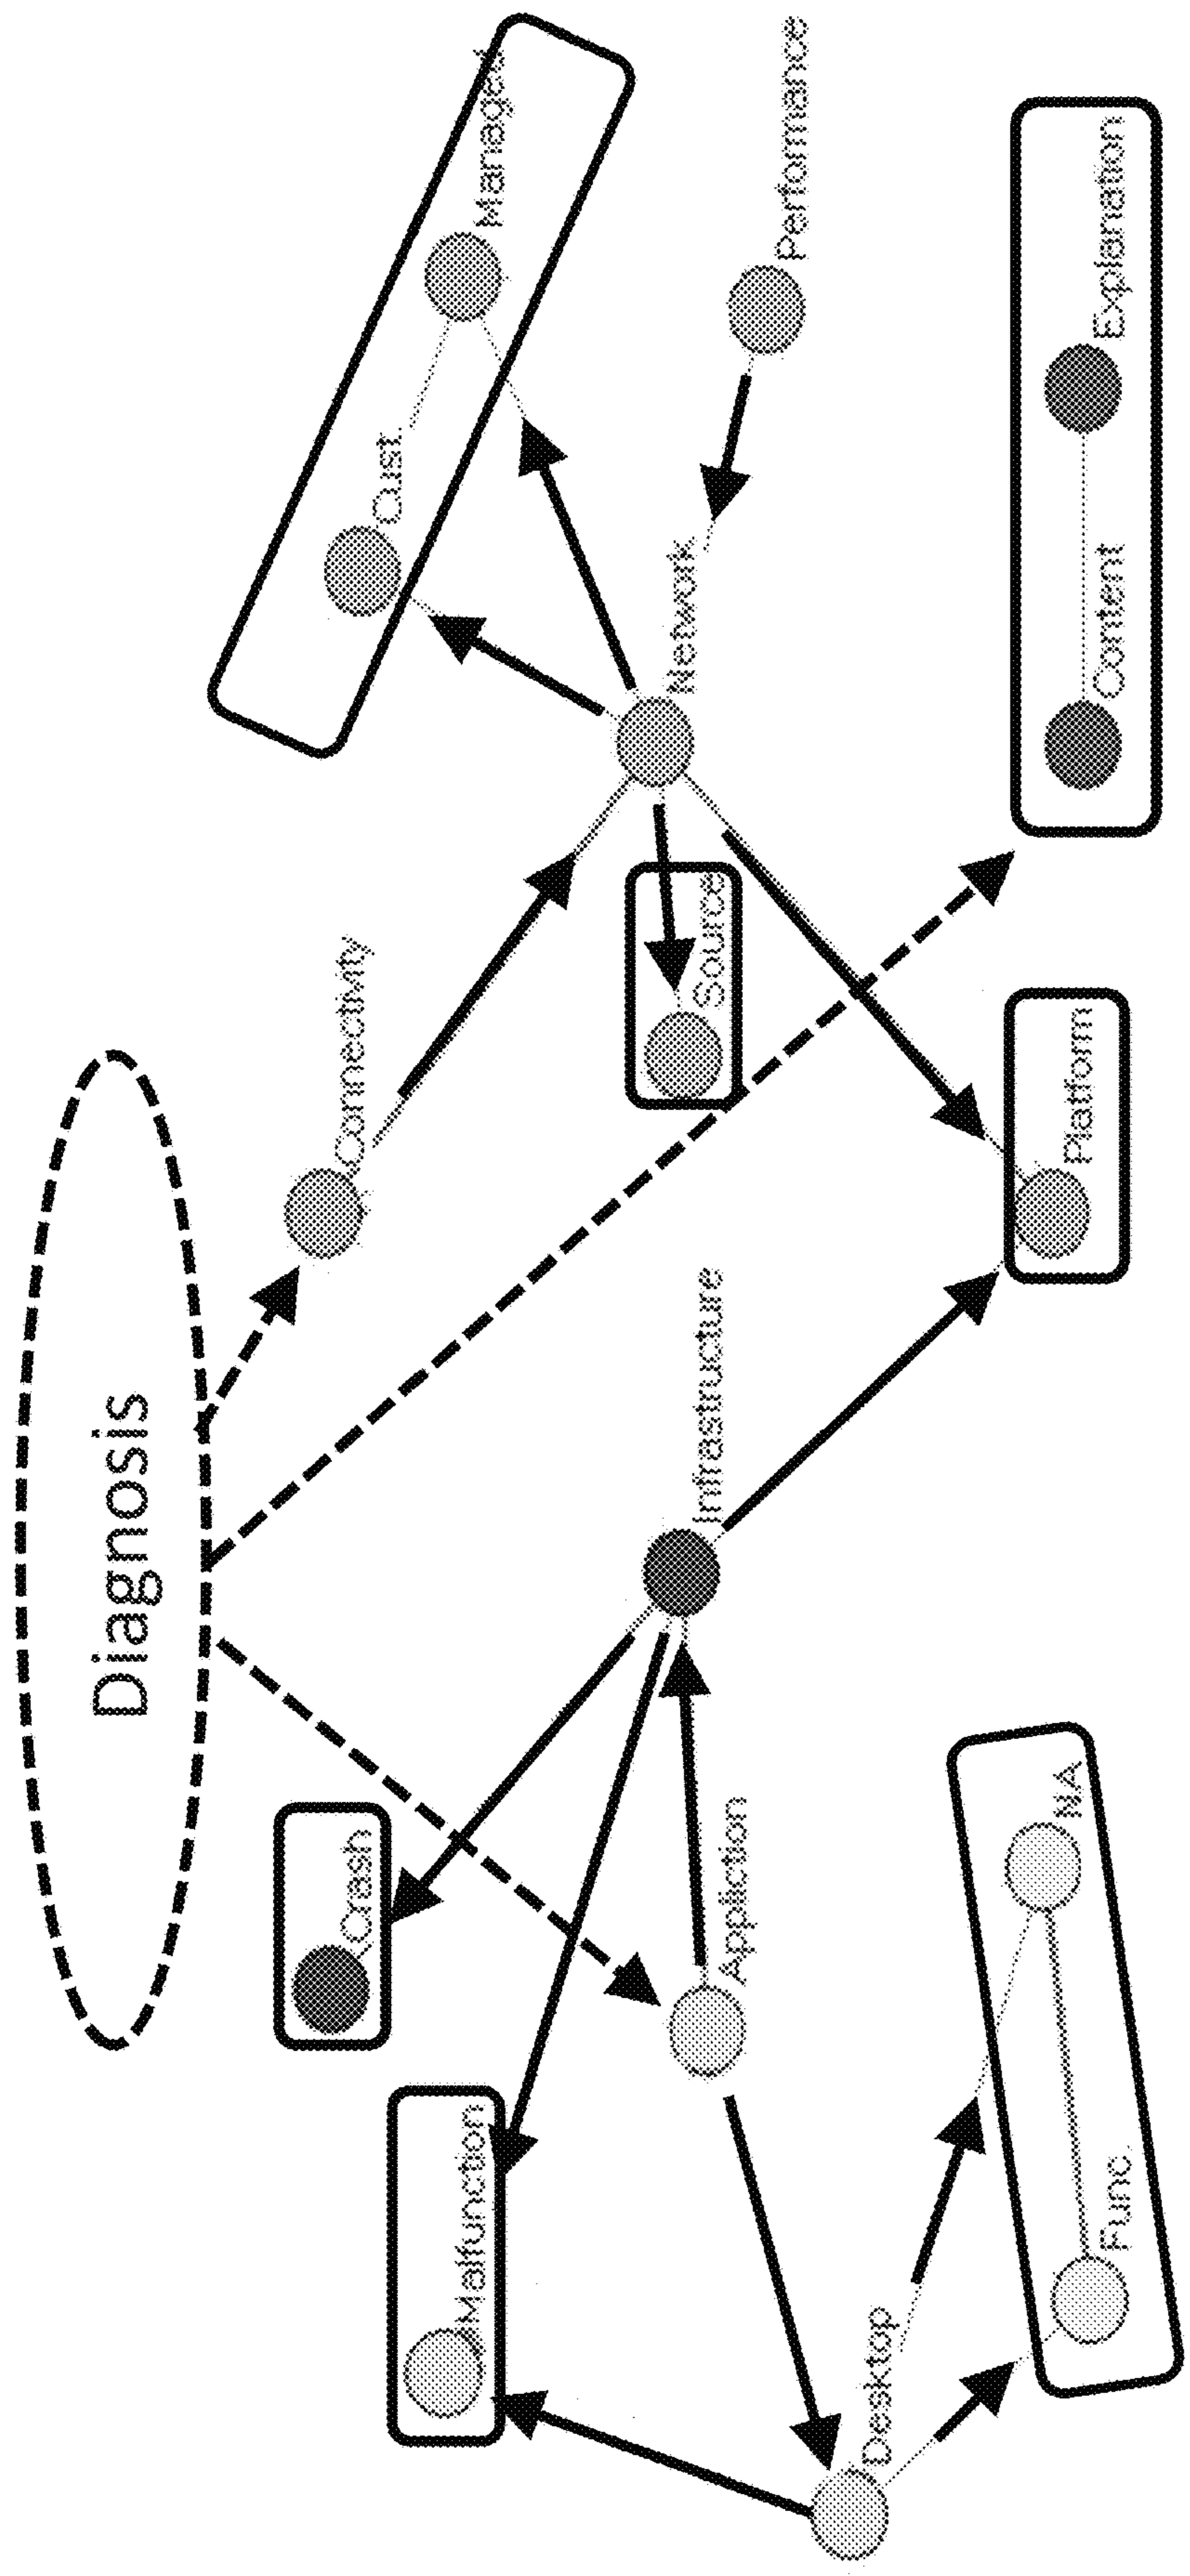 Diagnosis
Crash
Connectivity
Cust.
Malfunction
Managed
Infrastructure
Source
Network
Appliction
Performance
Desktop
NA
Platform
Func.
Content
Explanation